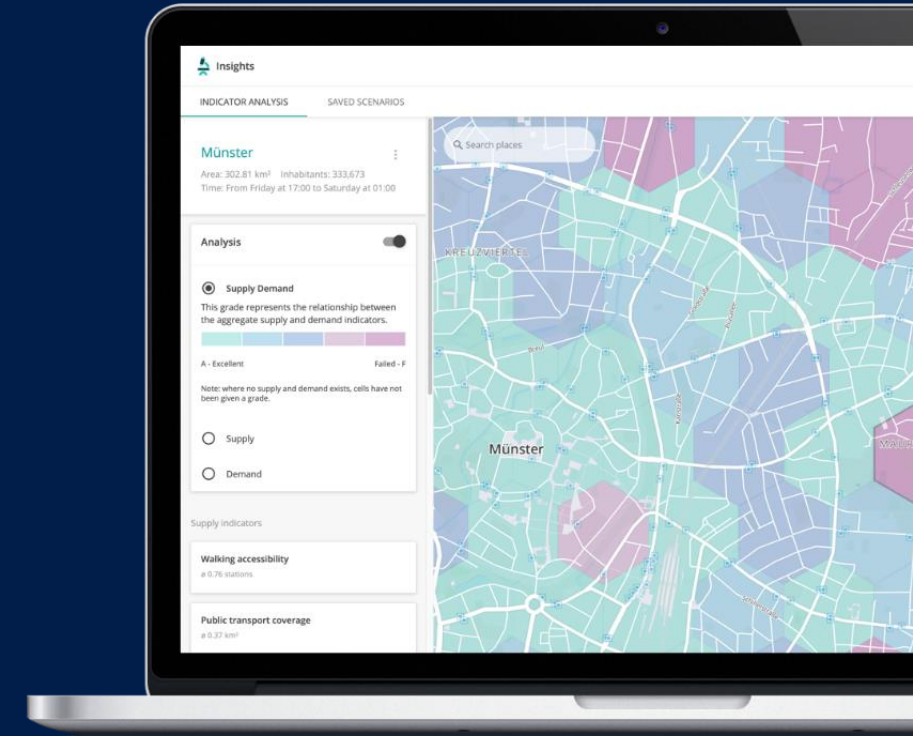 Insights
INDICATOR ANALYSIS
SAVED SCENARIOS
Münster
Area: 302.81 km² Inhabitants: 333,673
Time: From Friday at 17:00 to Saturday at 01:00
Analysis
Supply Demand
This grade represents the relationship between
the aggregate supply and demand indicators.
A - Excellent
Failed - F
Note: where no supply and demand exists, cells have not
been given a grade.
Supply
Demand
Supply indicators
Walking accessibility
ø 0.76 stations
Public transport coverage
ø 0.37 km²
Search places
KREUZVIERTEL
Breul
Münster